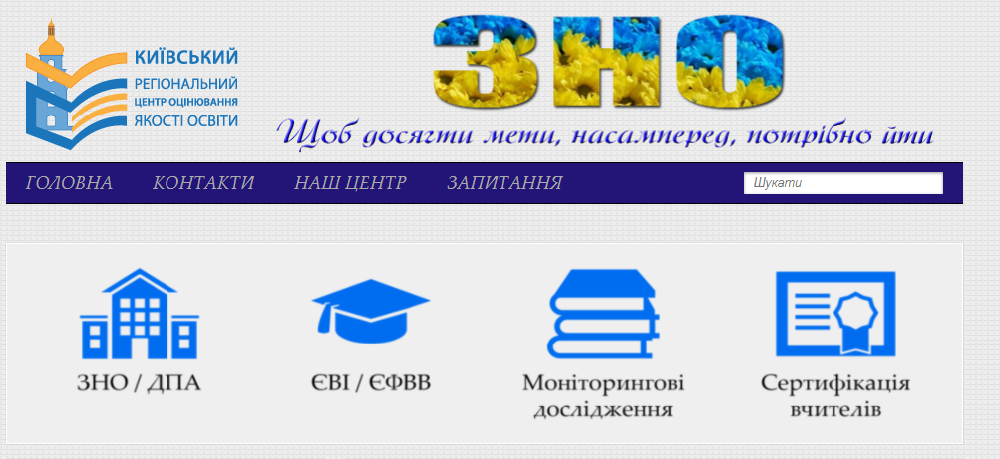 КИЇВСЬКИЙ
РЕГІОНАЛЬНИЙ
ЦЕНТР ОЦІНЮВАННЯ
ЯКОСТІ ОСВІТИ
ЗНО
Щоб досягти мети, насамперед, потрібно йти
ГОЛОВНА КОНТАКТИ НАШ ЦЕНТР ЗАПИТАННЯ Шукати
ЗНО / ДПА ЄВІ / ЄФВВ Моніторингові Сертифікація
дослідження вчителів